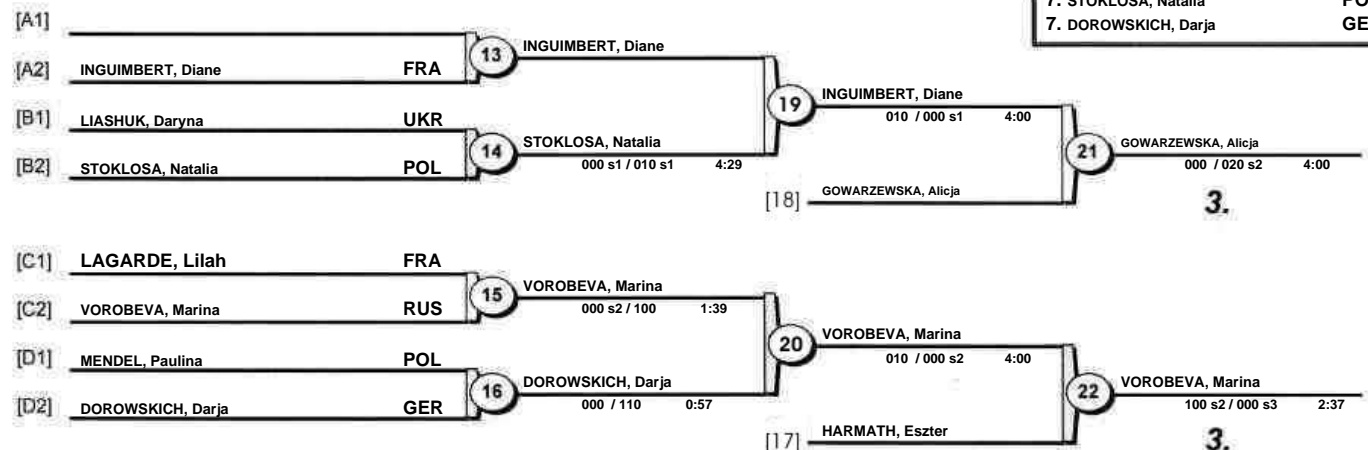 7. STOKLOSA, Natalia
7. DOROWSKICH, Darja GE
[A1]
[A2] INGUIMBERT, Diane FRA
13 INGUIMBERT, Diane
[B1] LIASHUK, Daryna UKR
[B2] STOKLOSA, Natalia POL
14 STOKLOSA, Natalia
000 s1 / 010 s1 4:29
19 INGUIMBERT, Diane
010 / 000 s1 4:00
[18] GOWARZEWSKA, Alicja
21 GOWARZEWSKA, Alicja
000 / 020 s2 4:00
3.
[C1] LAGARDE, Lilah FRA
[C2] VOROBEVA, Marina RUS
15 VOROBEVA, Marina
000 s2 / 100 1:39
[D1] MENDEL, Paulina POL
[D2] DOROWSKICH, Darja GER
16 DOROWSKICH, Darja
000 / 110 0:57
20 VOROBEVA, Marina
010 / 000 s2 4:00
[17] HARMATH, Eszter
22 VOROBEVA, Marina
100 s2 / 000 s3 2:37
3.